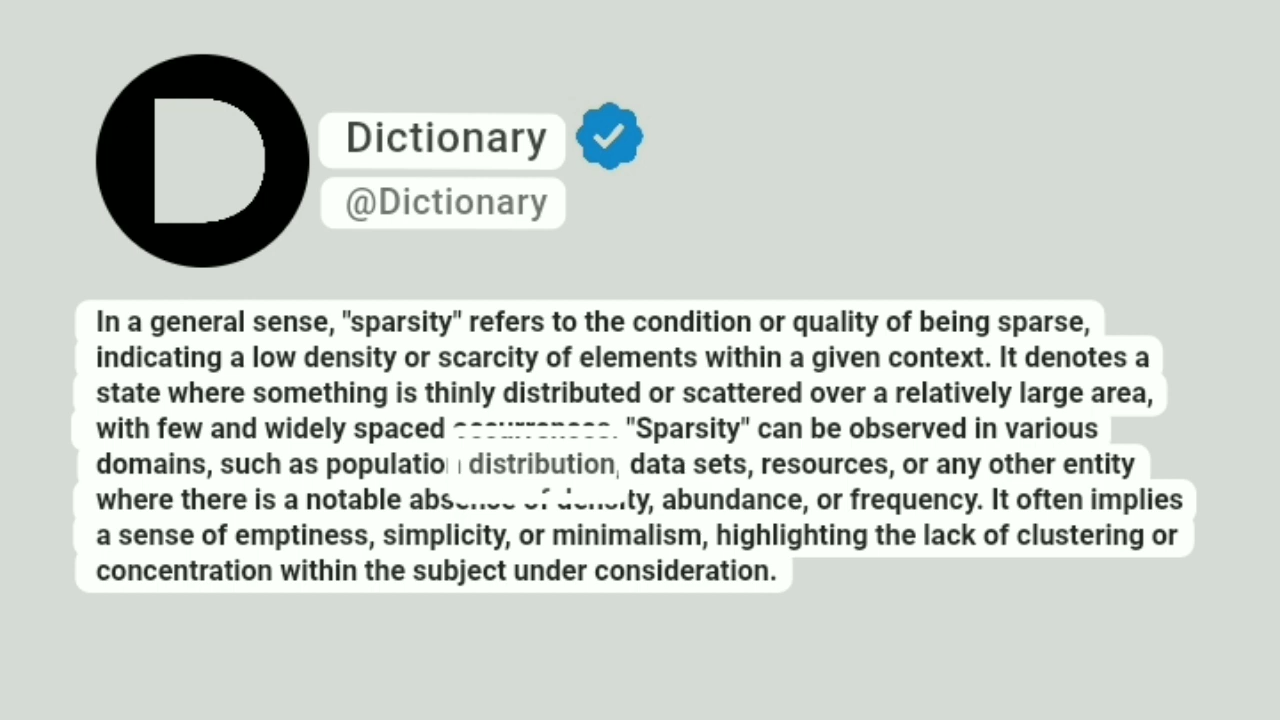 Dictionary
@Dictionary
In a general sense, "sparsity" refers to the condition or quality of being sparse,
indicating a low density or scarcity of elements within a given context. It denotes a
state where something is thinly distributed or scattered over a relatively large area,
with few and widely spaced "Sparsity" can be observed in various
domains, such as population distribution, data sets, resources, or any other entity
where there is a notable absence of density, abundance, or frequency. It often implies
a sense of emptiness, simplicity, or minimalism, highlighting the lack of clustering or
concentration within the subject under consideration.